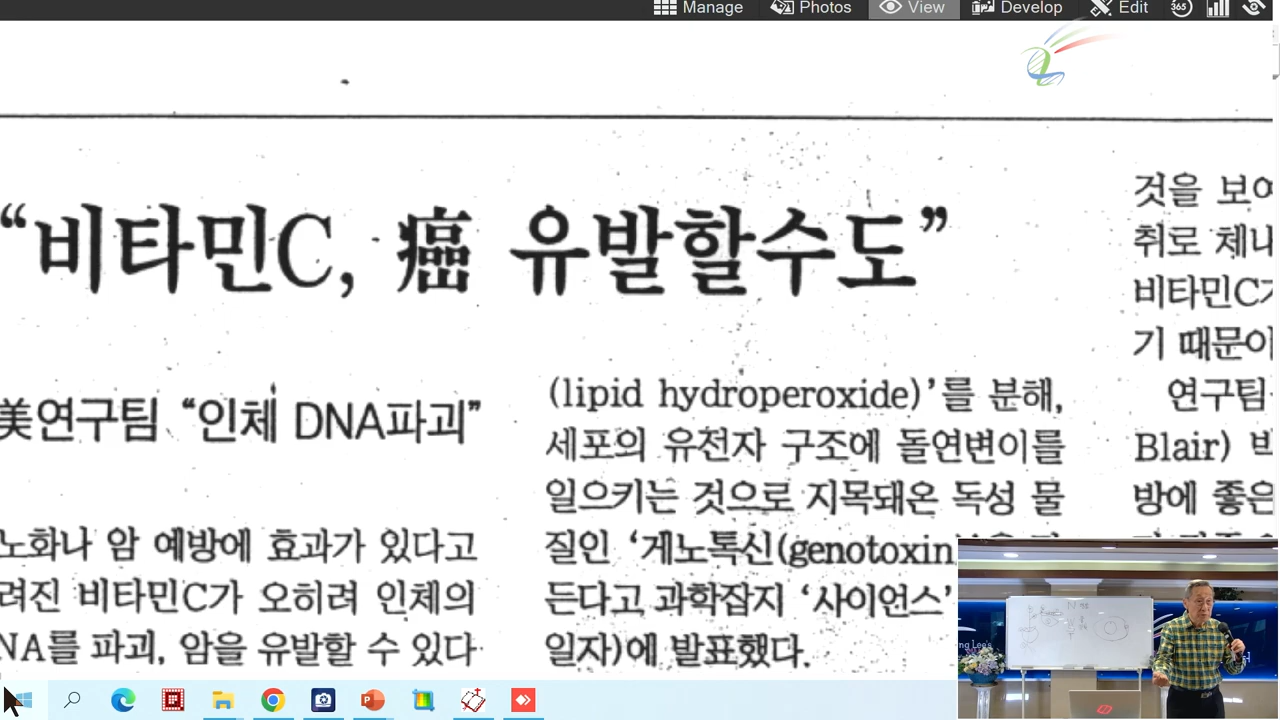 Manage Photos View Develop Edit 365
“비타민C, 癌 유발할수도”
美연구팀 “인체 DNA파괴”
노화나 암 예방에 효과가 있다고
려진 비타민C가 오히려 인체의
NA를 파괴, 암을 유발할 수 있다
(lipid hydroperoxide)’를 분해,
세포의 유전자 구조에 돌연변이를
일으키는 것으로 지목돼온 독성 물
질인 ‘게노톡신(genotoxin
든다고 과학잡지 ‘사이언스’
일자)에 발표했다.
것을 보여
취로 체내
비타민C가
기 때문이
연구팀
Blair) 박
방에 좋은